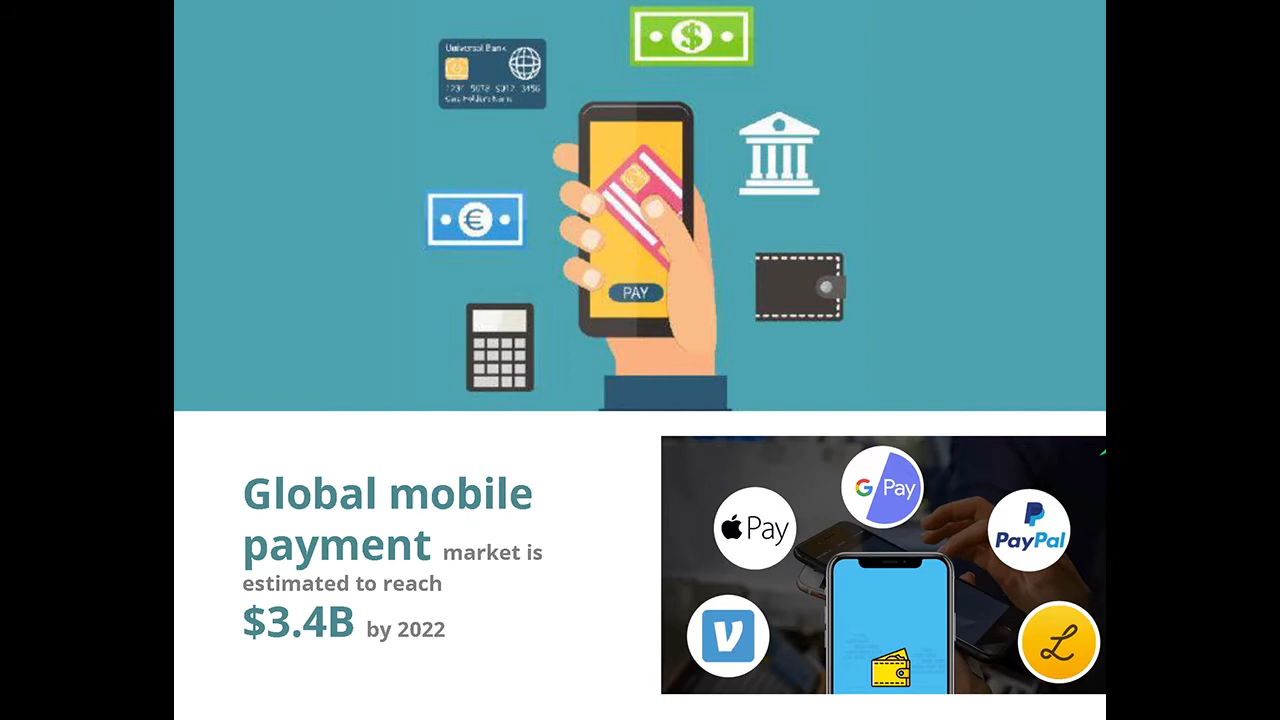 Universal Bank
$
€
PAY
Global mobile
payment market is
estimated to reach
$3.4B by 2022
G Pay
Pay
PayPal
V
L